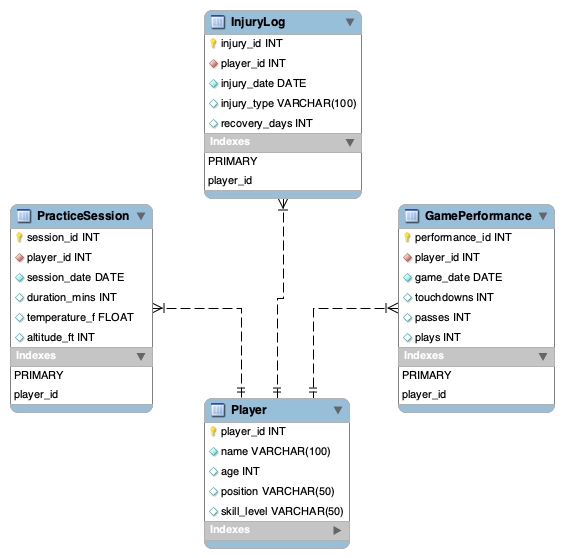 InjuryLog
injury_id INT
player_id INT
injury_date DATE
injury_type VARCHAR(100)
recovery_days INT
Indexes
PRIMARY
player_id
PracticeSession
session_id INT
player_id INT
session_date DATE
duration_mins INT
temperature_f FLOAT
altitude_ft INT
Indexes
PRIMARY
player_id
GamePerformance
performance_id INT
player_id INT
game_date DATE
touchdowns INT
passes INT
plays INT
Indexes
PRIMARY
player_id
Player
player_id INT
name VARCHAR(100)
age INT
position VARCHAR(50)
skill_level VARCHAR(50)
Indexes